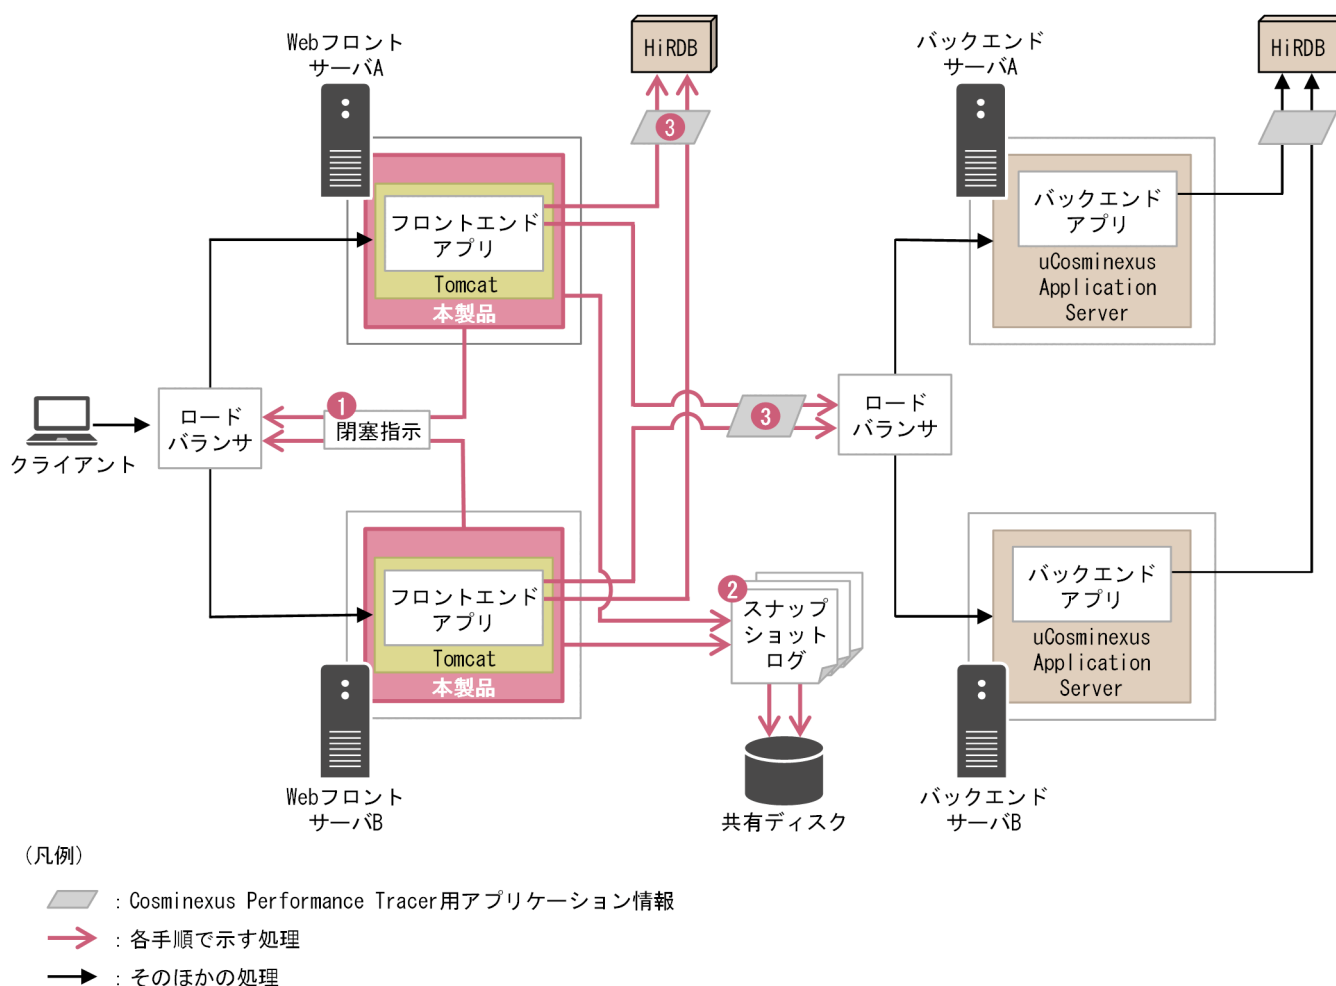 Webフロント
サーバA
HiRDB
バックエンド
サーバA
HiRDB
3
フロントエンド
アプリ
Tomcat
本製品
バックエンド
アプリ
uCosminexus
Application
Server
クライアント
ロード
バランサ
1
閉塞指示
3
ロード
バランサ
フロントエンド
アプリ
Tomcat
本製品
2
スナップ
ショット
ログ
バックエンド
アプリ
uCosminexus
Application
Server
Webフロント
サーバB
共有ディスク
バックエンド
サーバB
(凡例)
: Cosminexus Performance Tracer用アプリケーション情報
: 各手順で示す処理
: そのほかの処理